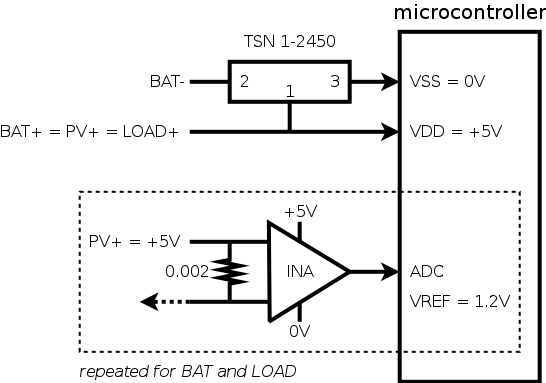 microcontroller
TSN 1-2450
BAT- 2 1 3 VSS = 0V
BAT+ = PV+ = LOAD+ VDD = +5V
+5V
PV+ = +5V
0.002 INA ADC
VREF = 1.2V
0V
repeated for BAT and LOAD